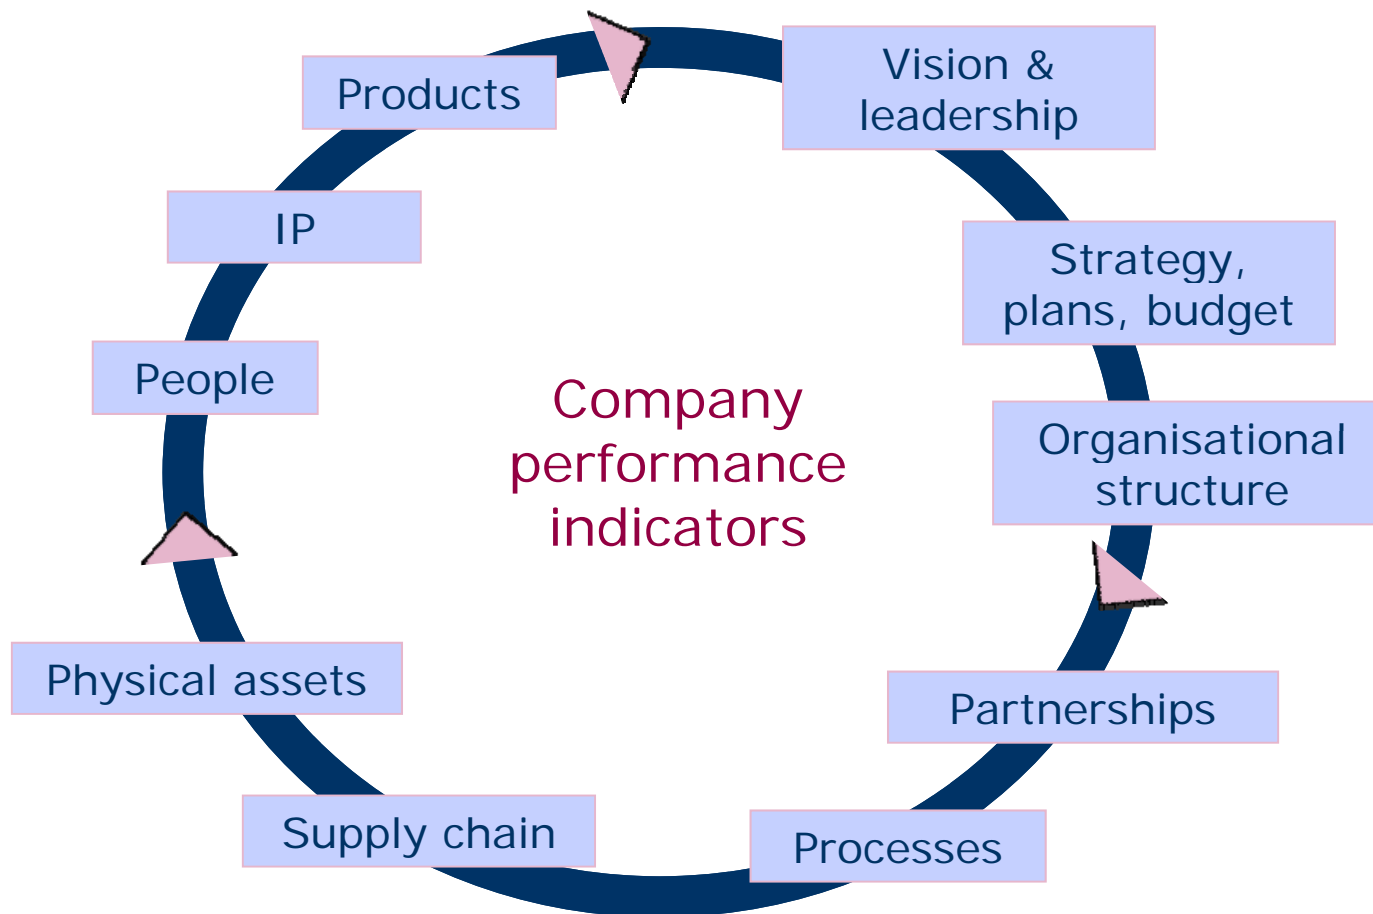 Products
Vision &
leadership
IP
Strategy,
plans, budget
People
Company
performance
indicators
Organisational
structure
Physical assets
Partnerships
Supply chain
Processes